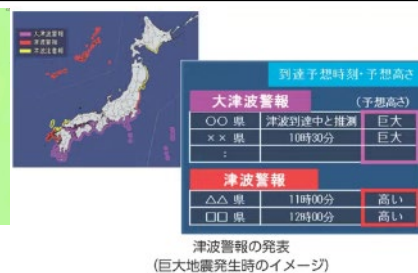 大津波警報
津波警報
津波注意報
到達予想時刻・予想高さ
大津波警報 (予想高さ)
○○ 県 津波到達中と推測 巨大
×× 県 10時30分 巨大
:
津波警報
△△ 県 11時00分 高い
□□ 県 12時00分 高い
津波警報の発表
(巨大地震発生時のイメージ)